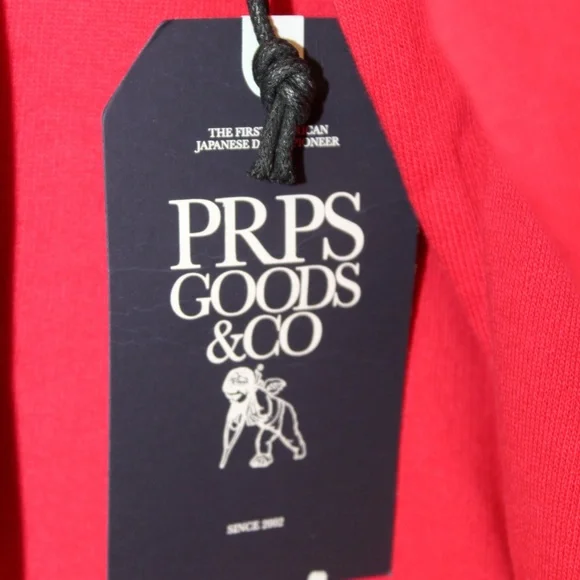 THE FIRST
JAPANESE
PRPS
GOODS
&CO
SINCE 2002